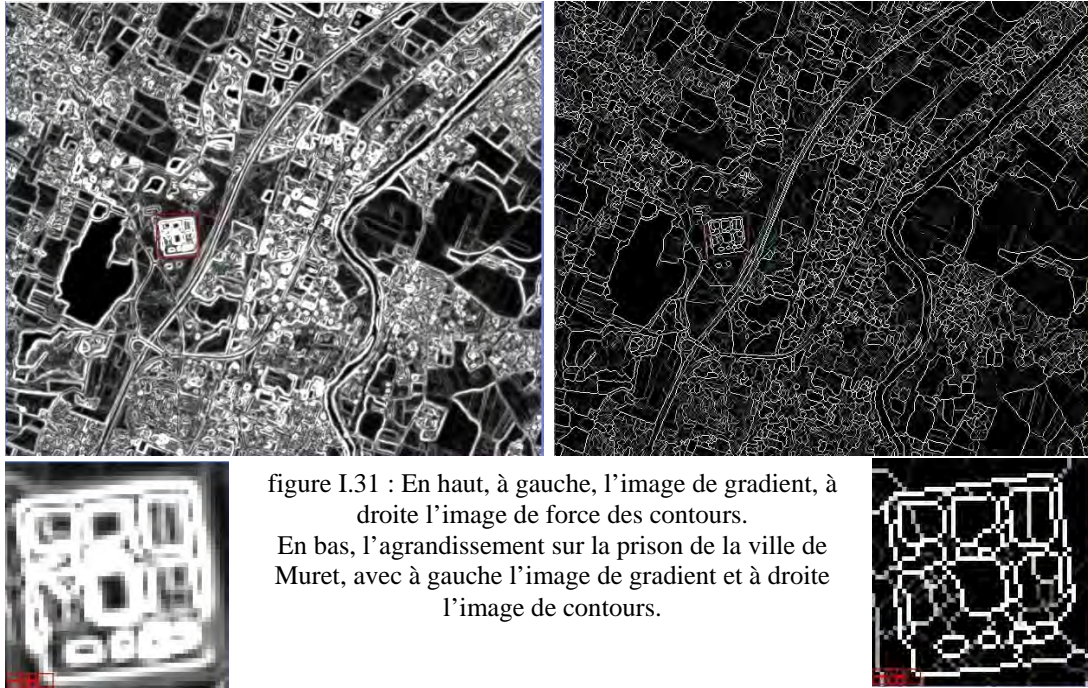 figure I.31 : En haut, à gauche, l’image de gradient, à
droite l’image de force des contours.
En bas, l’agrandissement sur la prison de la ville de
Muret, avec à gauche l’image de gradient et à droite
l’image de contours.